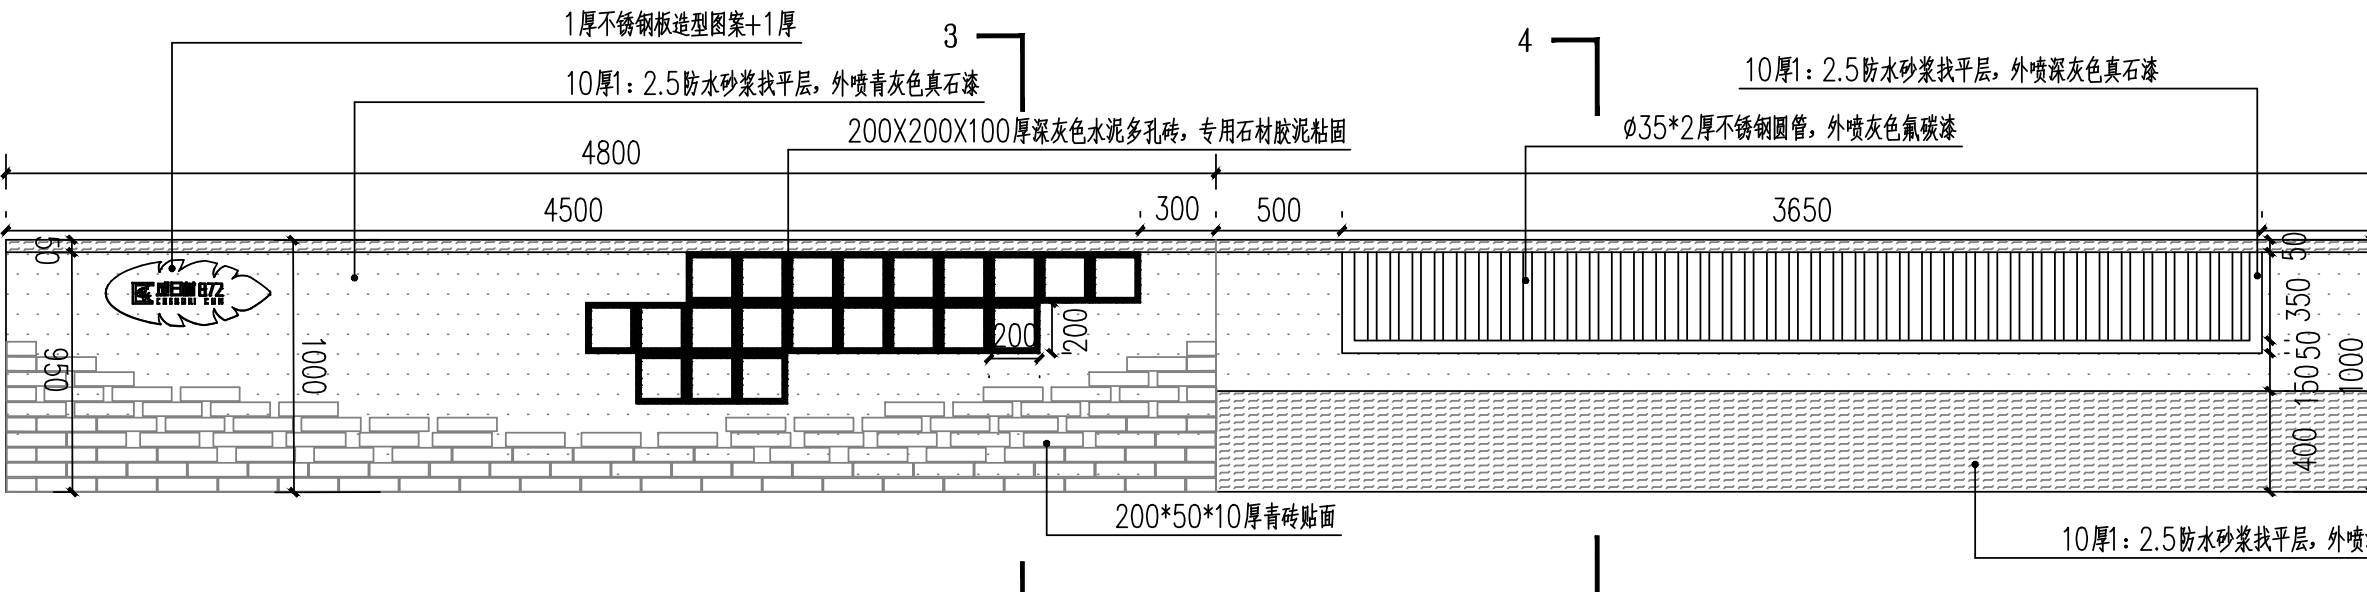 1厚不锈钢板造型图案+1厚
3
4
10厚1：2.5防水砂浆找平层，外喷青灰色真石漆
10厚1：2.5防水砂浆找平层，外喷深灰色真石漆
200X200X100厚深灰色水泥多孔砖，专用石材胶泥粘固
ø35*2厚不锈钢圆管，外喷灰色氟碳漆
4800
4500
300
500
3650
50
950
1000
872
200
200
50
350
50
150
400
1000
200*50*10厚青砖贴面
10厚1：2.5防水砂浆找平层，外喷